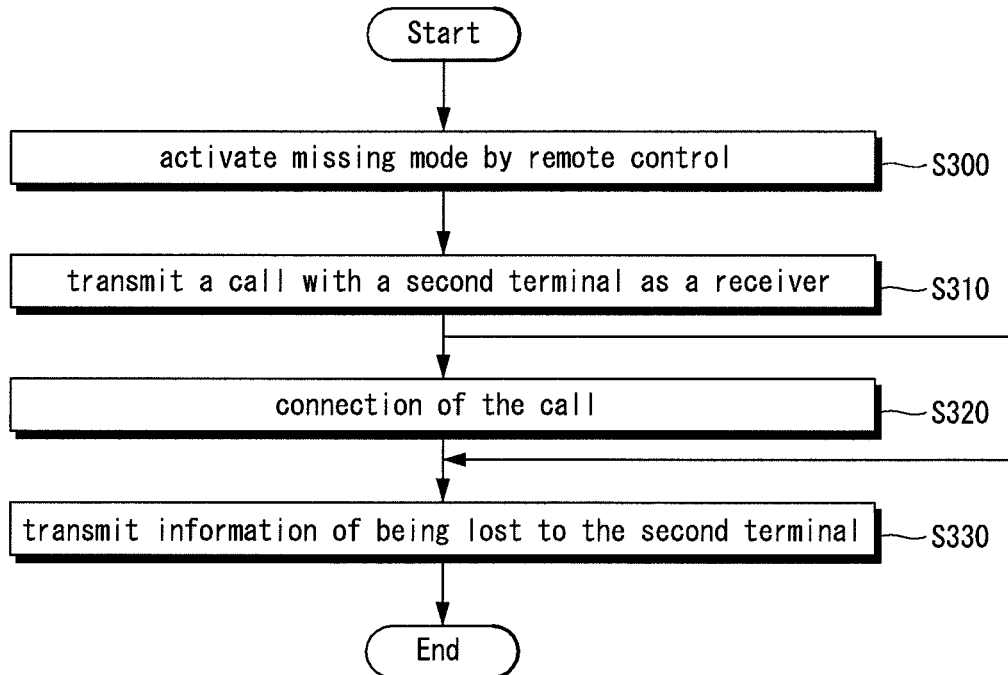 Start
activate missing mode by remote control
S300
transmit a call with a second terminal as a receiver
S310
connection of the call
S320
transmit information of being lost to the second terminal
S330
End